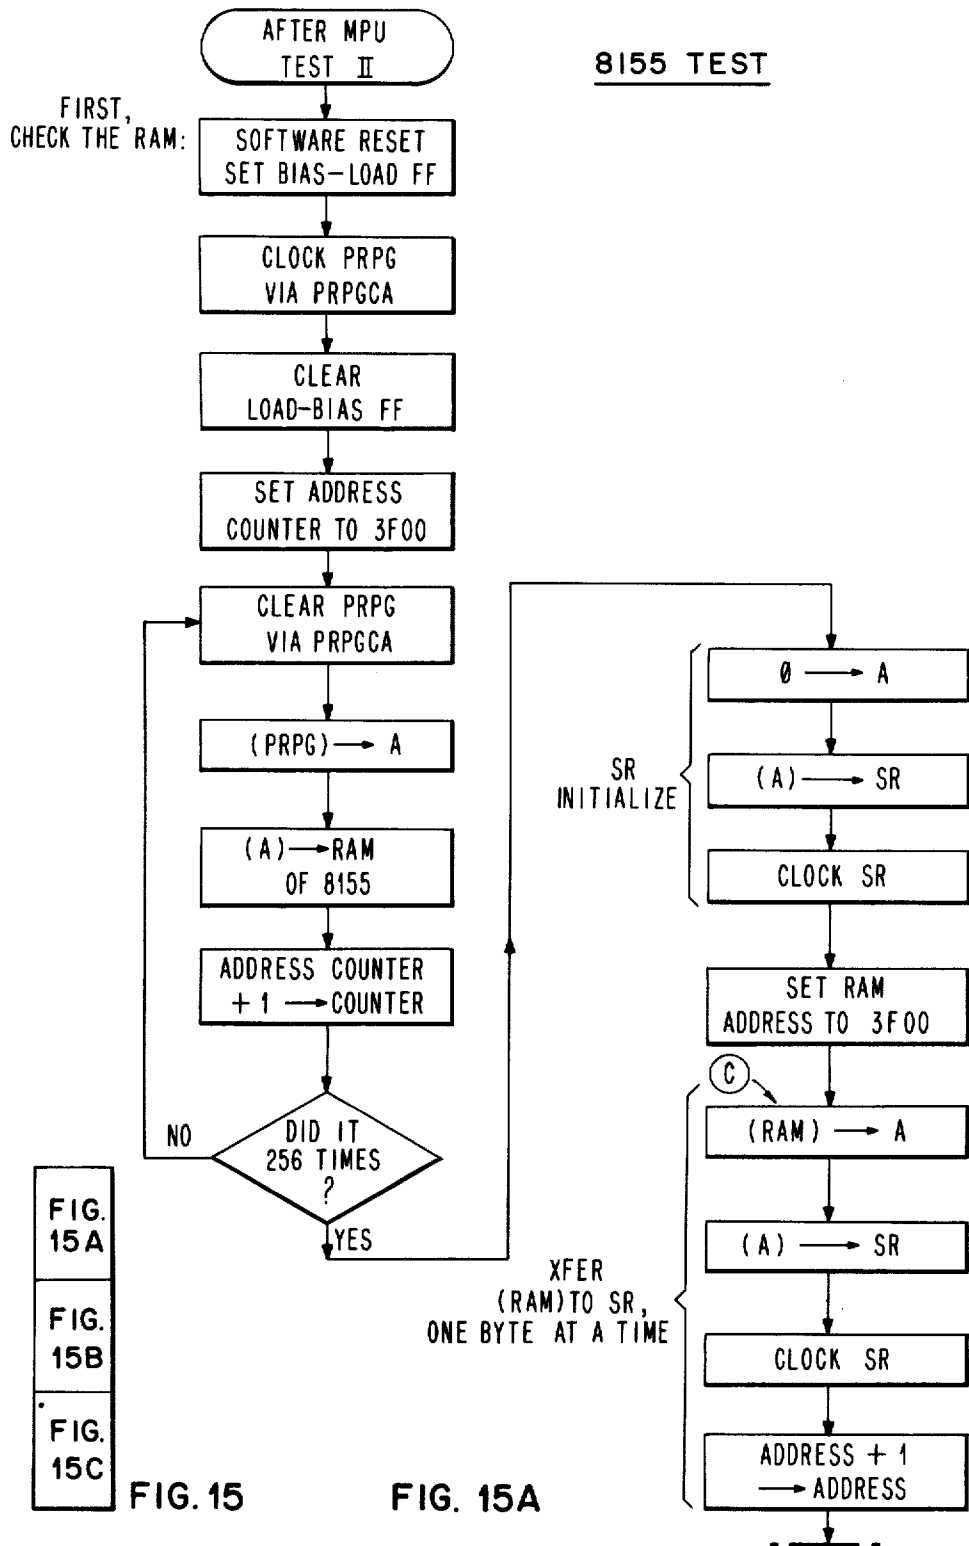 AFTER MPU
TEST II
8155 TEST
FIRST,
CHECK THE RAM:
SOFTWARE RESET
SET BIAS-LOAD FF
CLOCK PRPG
VIA PRPGCA
CLEAR
LOAD-BIAS FF
SET ADDRESS
COUNTER TO 3F00
CLEAR PRPG
VIA PRPGCA
(PRPG) → A
(A) → RAM
OF 8155
ADDRESS COUNTER
+ 1 → COUNTER
DID IT
256 TIMES
?
NO
YES
SR
INITIALIZE
Ø → A
(A) → SR
CLOCK SR
SET RAM
ADDRESS TO 3F00
C
(RAM) → A
(A) → SR
CLOCK SR
ADDRESS + 1
→ ADDRESS
XFER
(RAM) TO SR,
ONE BYTE AT A TIME
FIG.
15A
FIG.
15B
FIG.
15C
FIG. 15
FIG. 15A